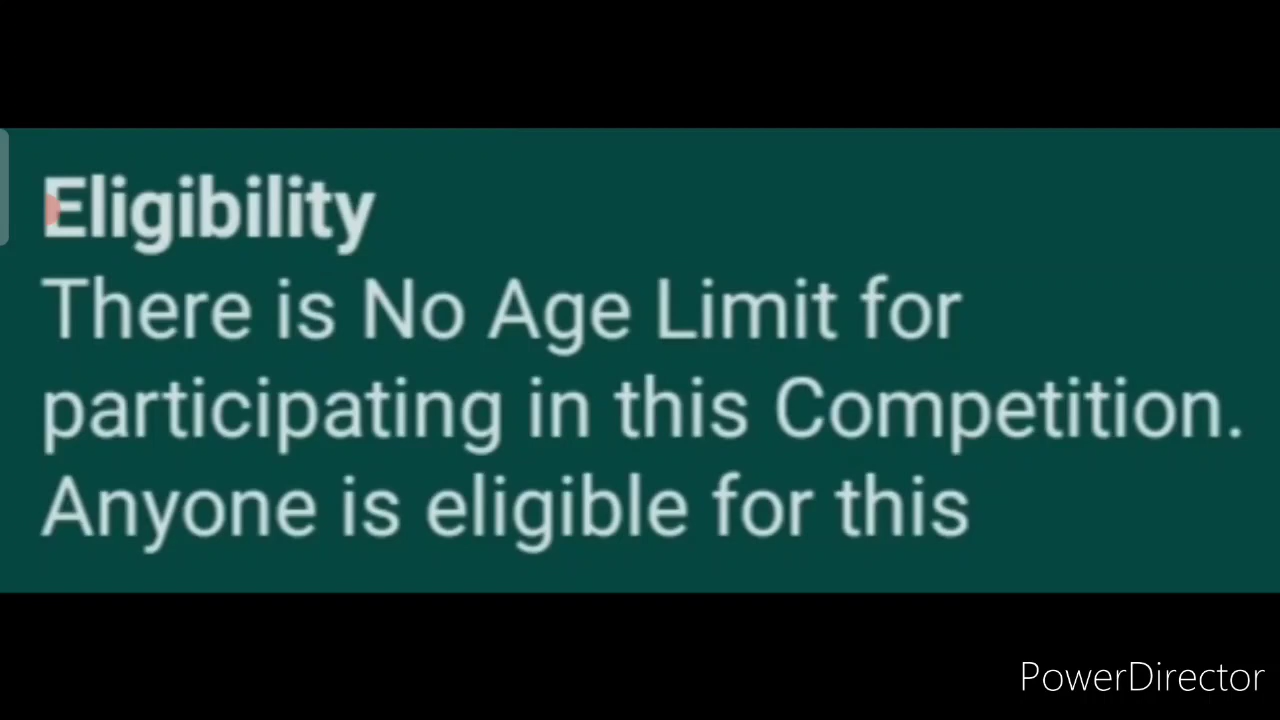 Eligibility
There is No Age Limit for
participating in this Competition.
Anyone is eligible for this
PowerDirector